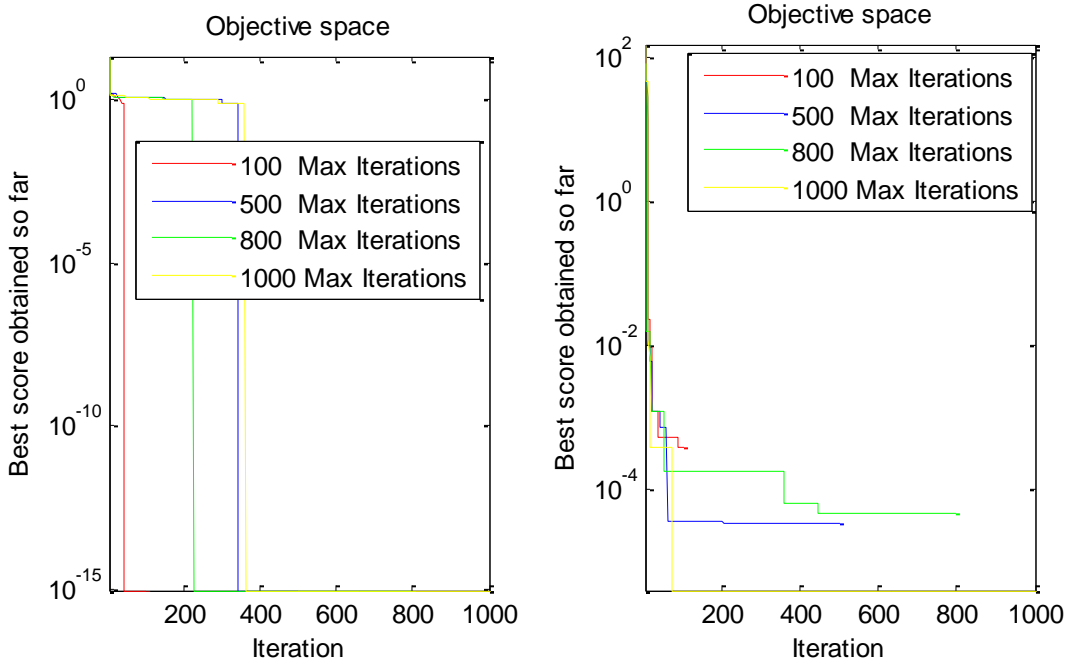 Objective space
Best score obtained so far
10^0
10^-5
10^-10
10^-15
100 Max Iterations
500 Max Iterations
800 Max Iterations
1000 Max Iterations
200 400 600 800 1000
Iteration
Objective space
Best score obtained so far
10^2
10^0
10^-2
10^-4
100 Max Iterations
500 Max Iterations
800 Max Iterations
1000 Max Iterations
200 400 600 800 1000
Iteration